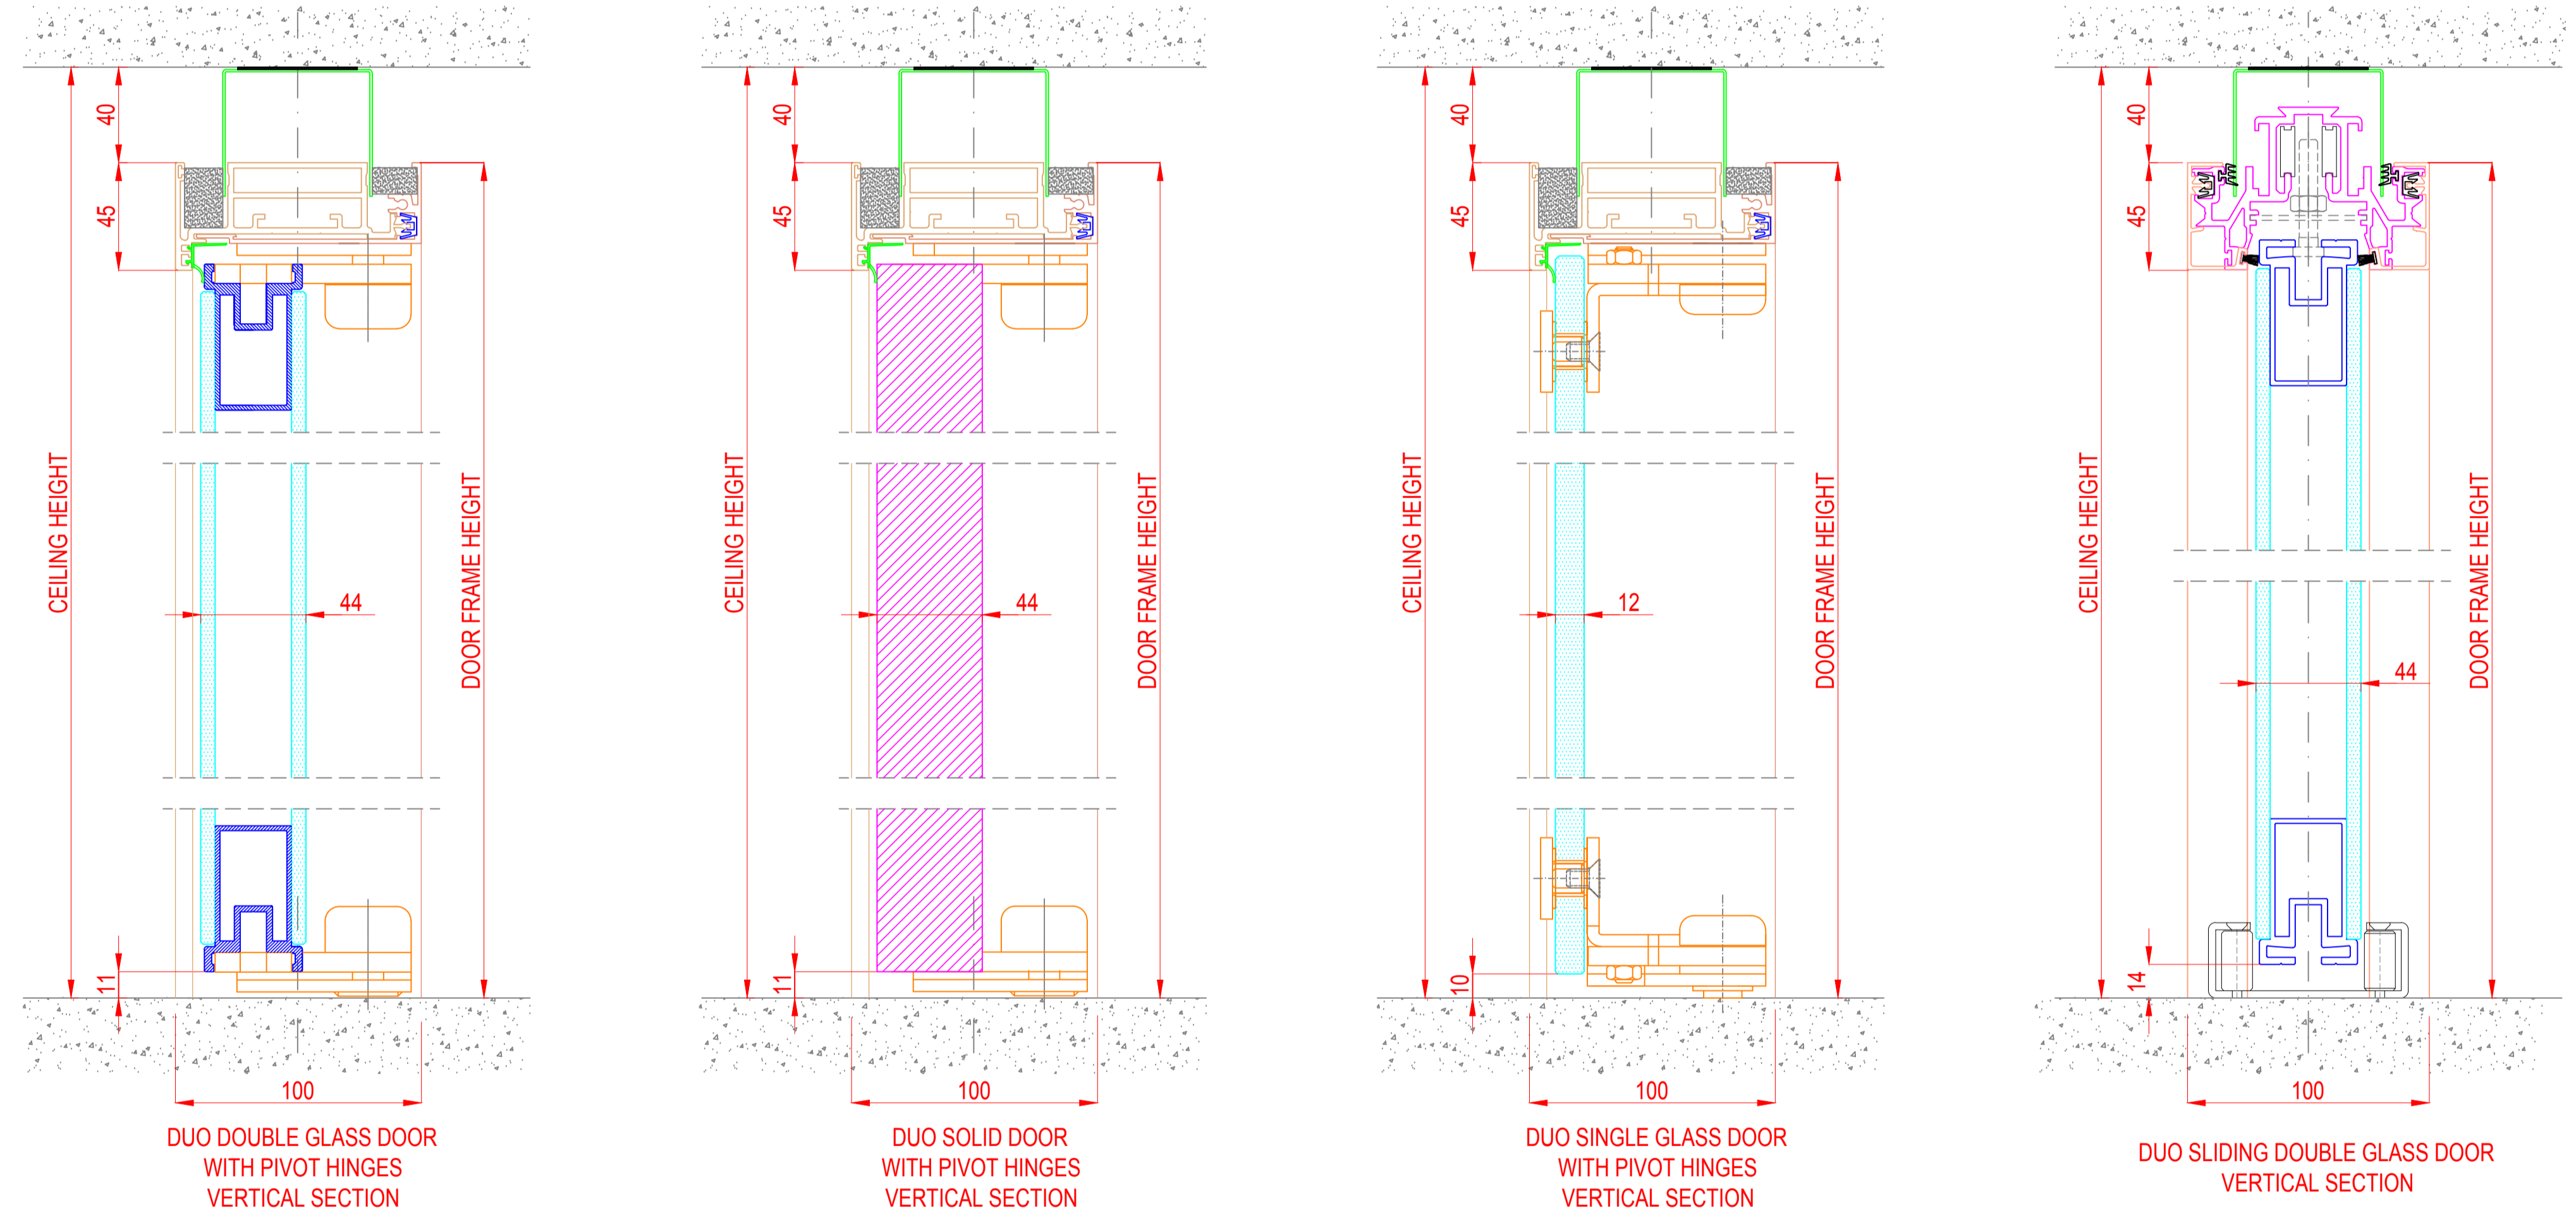 40
45
CEILING HEIGHT
DOOR FRAME HEIGHT
44
11
100
DUO DOUBLE GLASS DOOR
WITH PIVOT HINGES
VERTICAL SECTION
40
45
CEILING HEIGHT
DOOR FRAME HEIGHT
44
11
100
DUO SOLID DOOR
WITH PIVOT HINGES
VERTICAL SECTION
40
45
CEILING HEIGHT
DOOR FRAME HEIGHT
12
10
100
DUO SINGLE GLASS DOOR
WITH PIVOT HINGES
VERTICAL SECTION
40
45
CEILING HEIGHT
DOOR FRAME HEIGHT
44
14
100
DUO SLIDING DOUBLE GLASS DOOR
VERTICAL SECTION